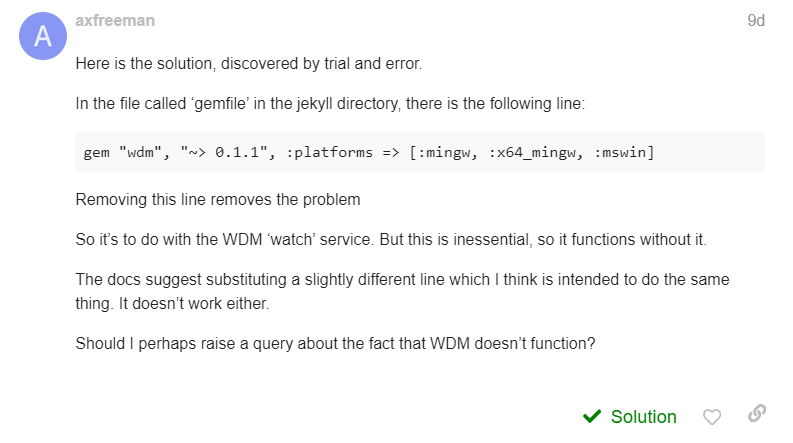 A
axfreeman
9d
Here is the solution, discovered by trial and error.
In the file called ‘gemfile’ in the jekyll directory, there is the following line:
gem "wdm", "~> 0.1.1", :platforms => [:mingw, :x64_mingw, :mswin]
Removing this line removes the problem
So it’s to do with the WDM ‘watch’ service. But this is inessential, so it functions without it.
The docs suggest substituting a slightly different line which I think is intended to do the same
thing. It doesn’t work either.
Should I perhaps raise a query about the fact that WDM doesn’t function?
Solution